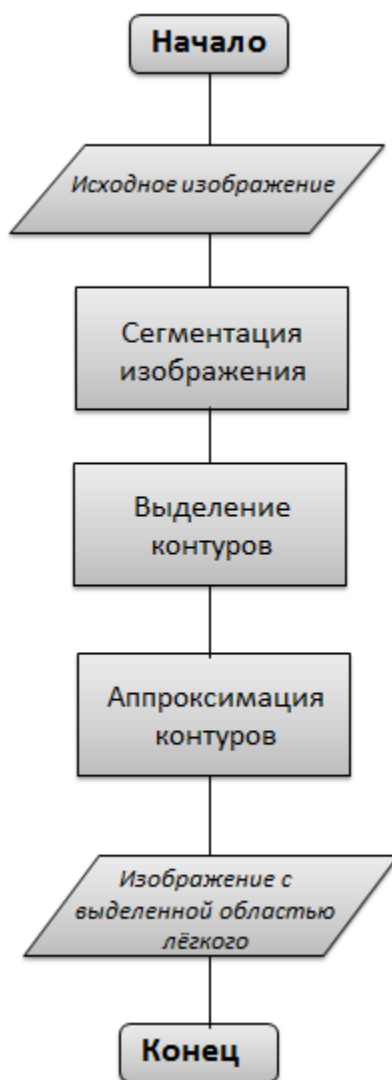 Начало
Исходное изображение
Сегментация
изображения
Выделение
контуров
Аппроксимация
контуров
Изображение с
выделенной областью
лёгкого
Конец